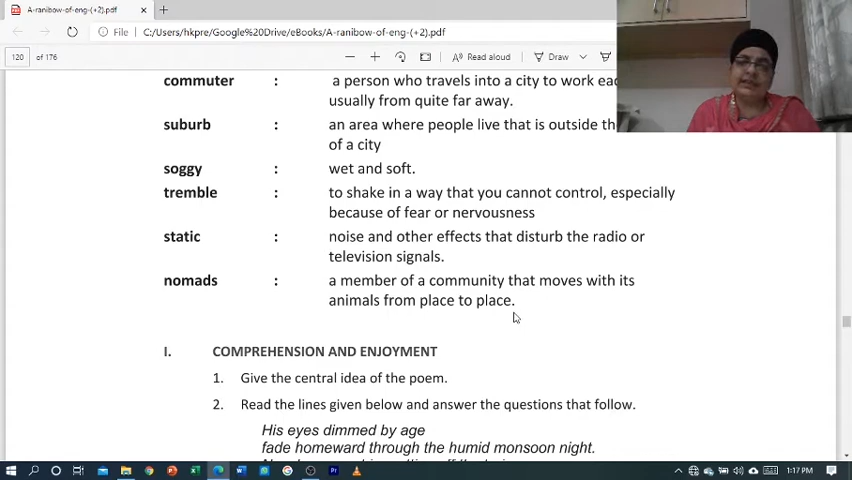 A-ranibow-of-eng-(+2).pdf
File C:/Users/hkpre/Google%20Drive/eBooks/A-ranibow-of-eng-(+2).pdf
120 of 176 Read aloud Draw
commuter : a person who travels into a city to work
usually from quite far away.
suburb : an area where people live that is outside
of a city
soggy : wet and soft.
tremble : to shake in a way that you cannot control, especially
because of fear or nervousness
static : noise and other effects that disturb the radio or
television signals.
nomads : a member of a community that moves with its
animals from place to place.
I. COMPREHENSION AND ENJOYMENT
1. Give the central idea of the poem.
2. Read the lines given below and answer the questions that follow.
His eyes dimmed by age
fade homeward through the humid monsoon night.
1:17 PM